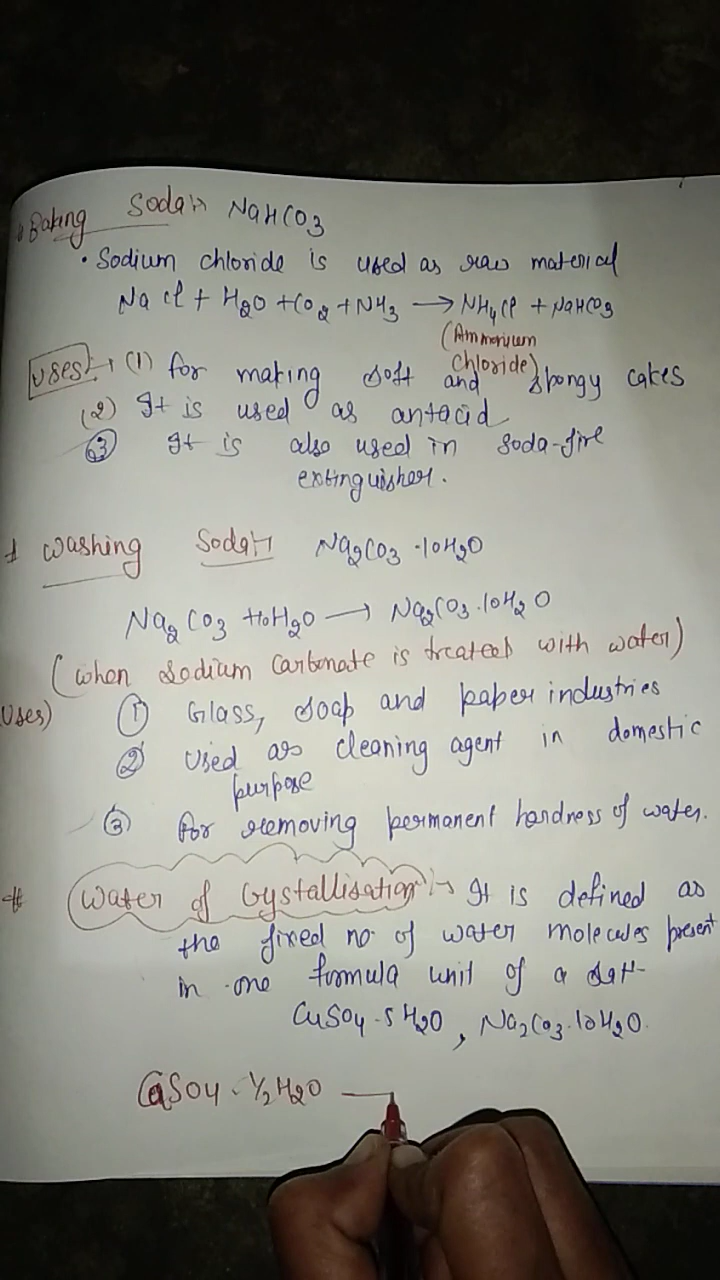 Baking Soda:→ NaHCO3
• Sodium chloride is used as raw material
NaCl + H2O + CO2 + NH3 → NH4Cl + NaHCO3
(Ammonium
chloride)
Uses:→ (1) for making soft and spongy cakes
(2) It is used as antacid
(3) It is also used in soda-fire
extinguisher.
# Washing Soda:→ Na2CO3 ·10H2O
Na2CO3 + 10H2O → Na2CO3.10H2O
(when sodium carbonate is treated with water)
Uses) (1) Glass, soap and paper industries
(2) Used as cleaning agent in domestic
purpose
(3) for removing permanent hardness of water.
# Water of Crystallisation:→ It is defined as
the fixed no of water molecules present
in one formula unit of a salt-
CuSO4·5H2O, Na2CO3.10H2O.
CaSO4·1/2H2O —